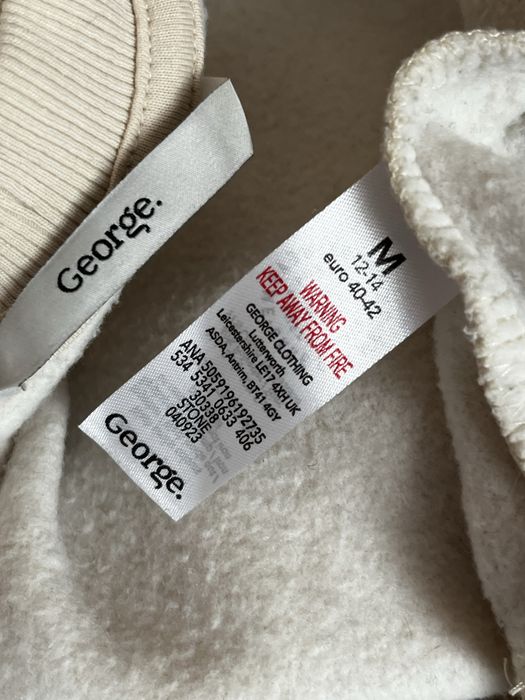 George.
M
12-14
euro 40-42
WARNING
KEEP AWAY FROM FIRE
GEORGE CLOTHING
Lutterworth
Leicestershire LE17 4XH UK
ASDA, Antrim, BT41 4GY
ANA 5059196192735
534 5341 0633 406
30338
STONE
040923
George.